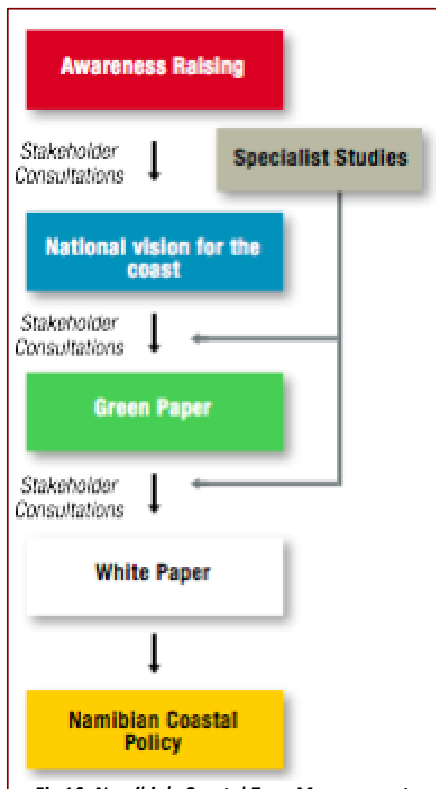 Awareness Raising
Stakeholder
Consultations
Specialist Studies
National vision for the
coast
Stakeholder
Consultations
Green Paper
Stakeholder
Consultations
White Paper
Namibian Coastal
Policy